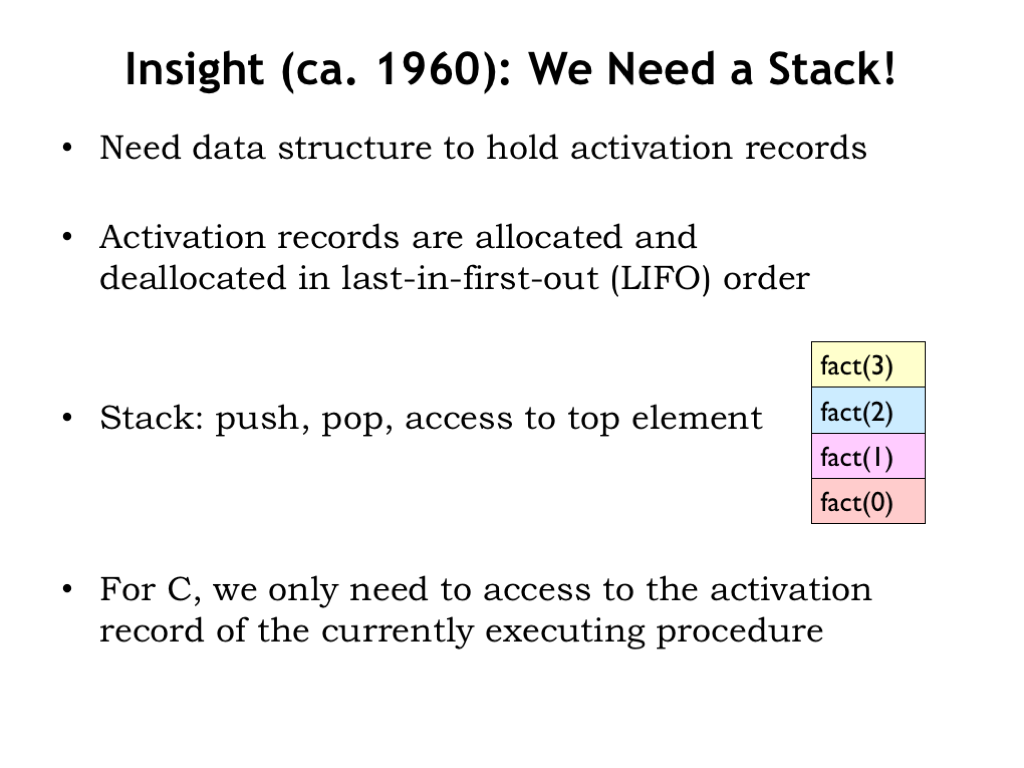 Insight (ca. 1960): We Need a Stack!
• Need data structure to hold activation records
• Activation records are allocated and
deallocated in last-in-first-out (LIFO) order
fact(3)
fact(2)
• Stack: push, pop, access to top element
fact(1)
fact(0)
• For C, we only need to access to the activation
record of the currently executing procedure